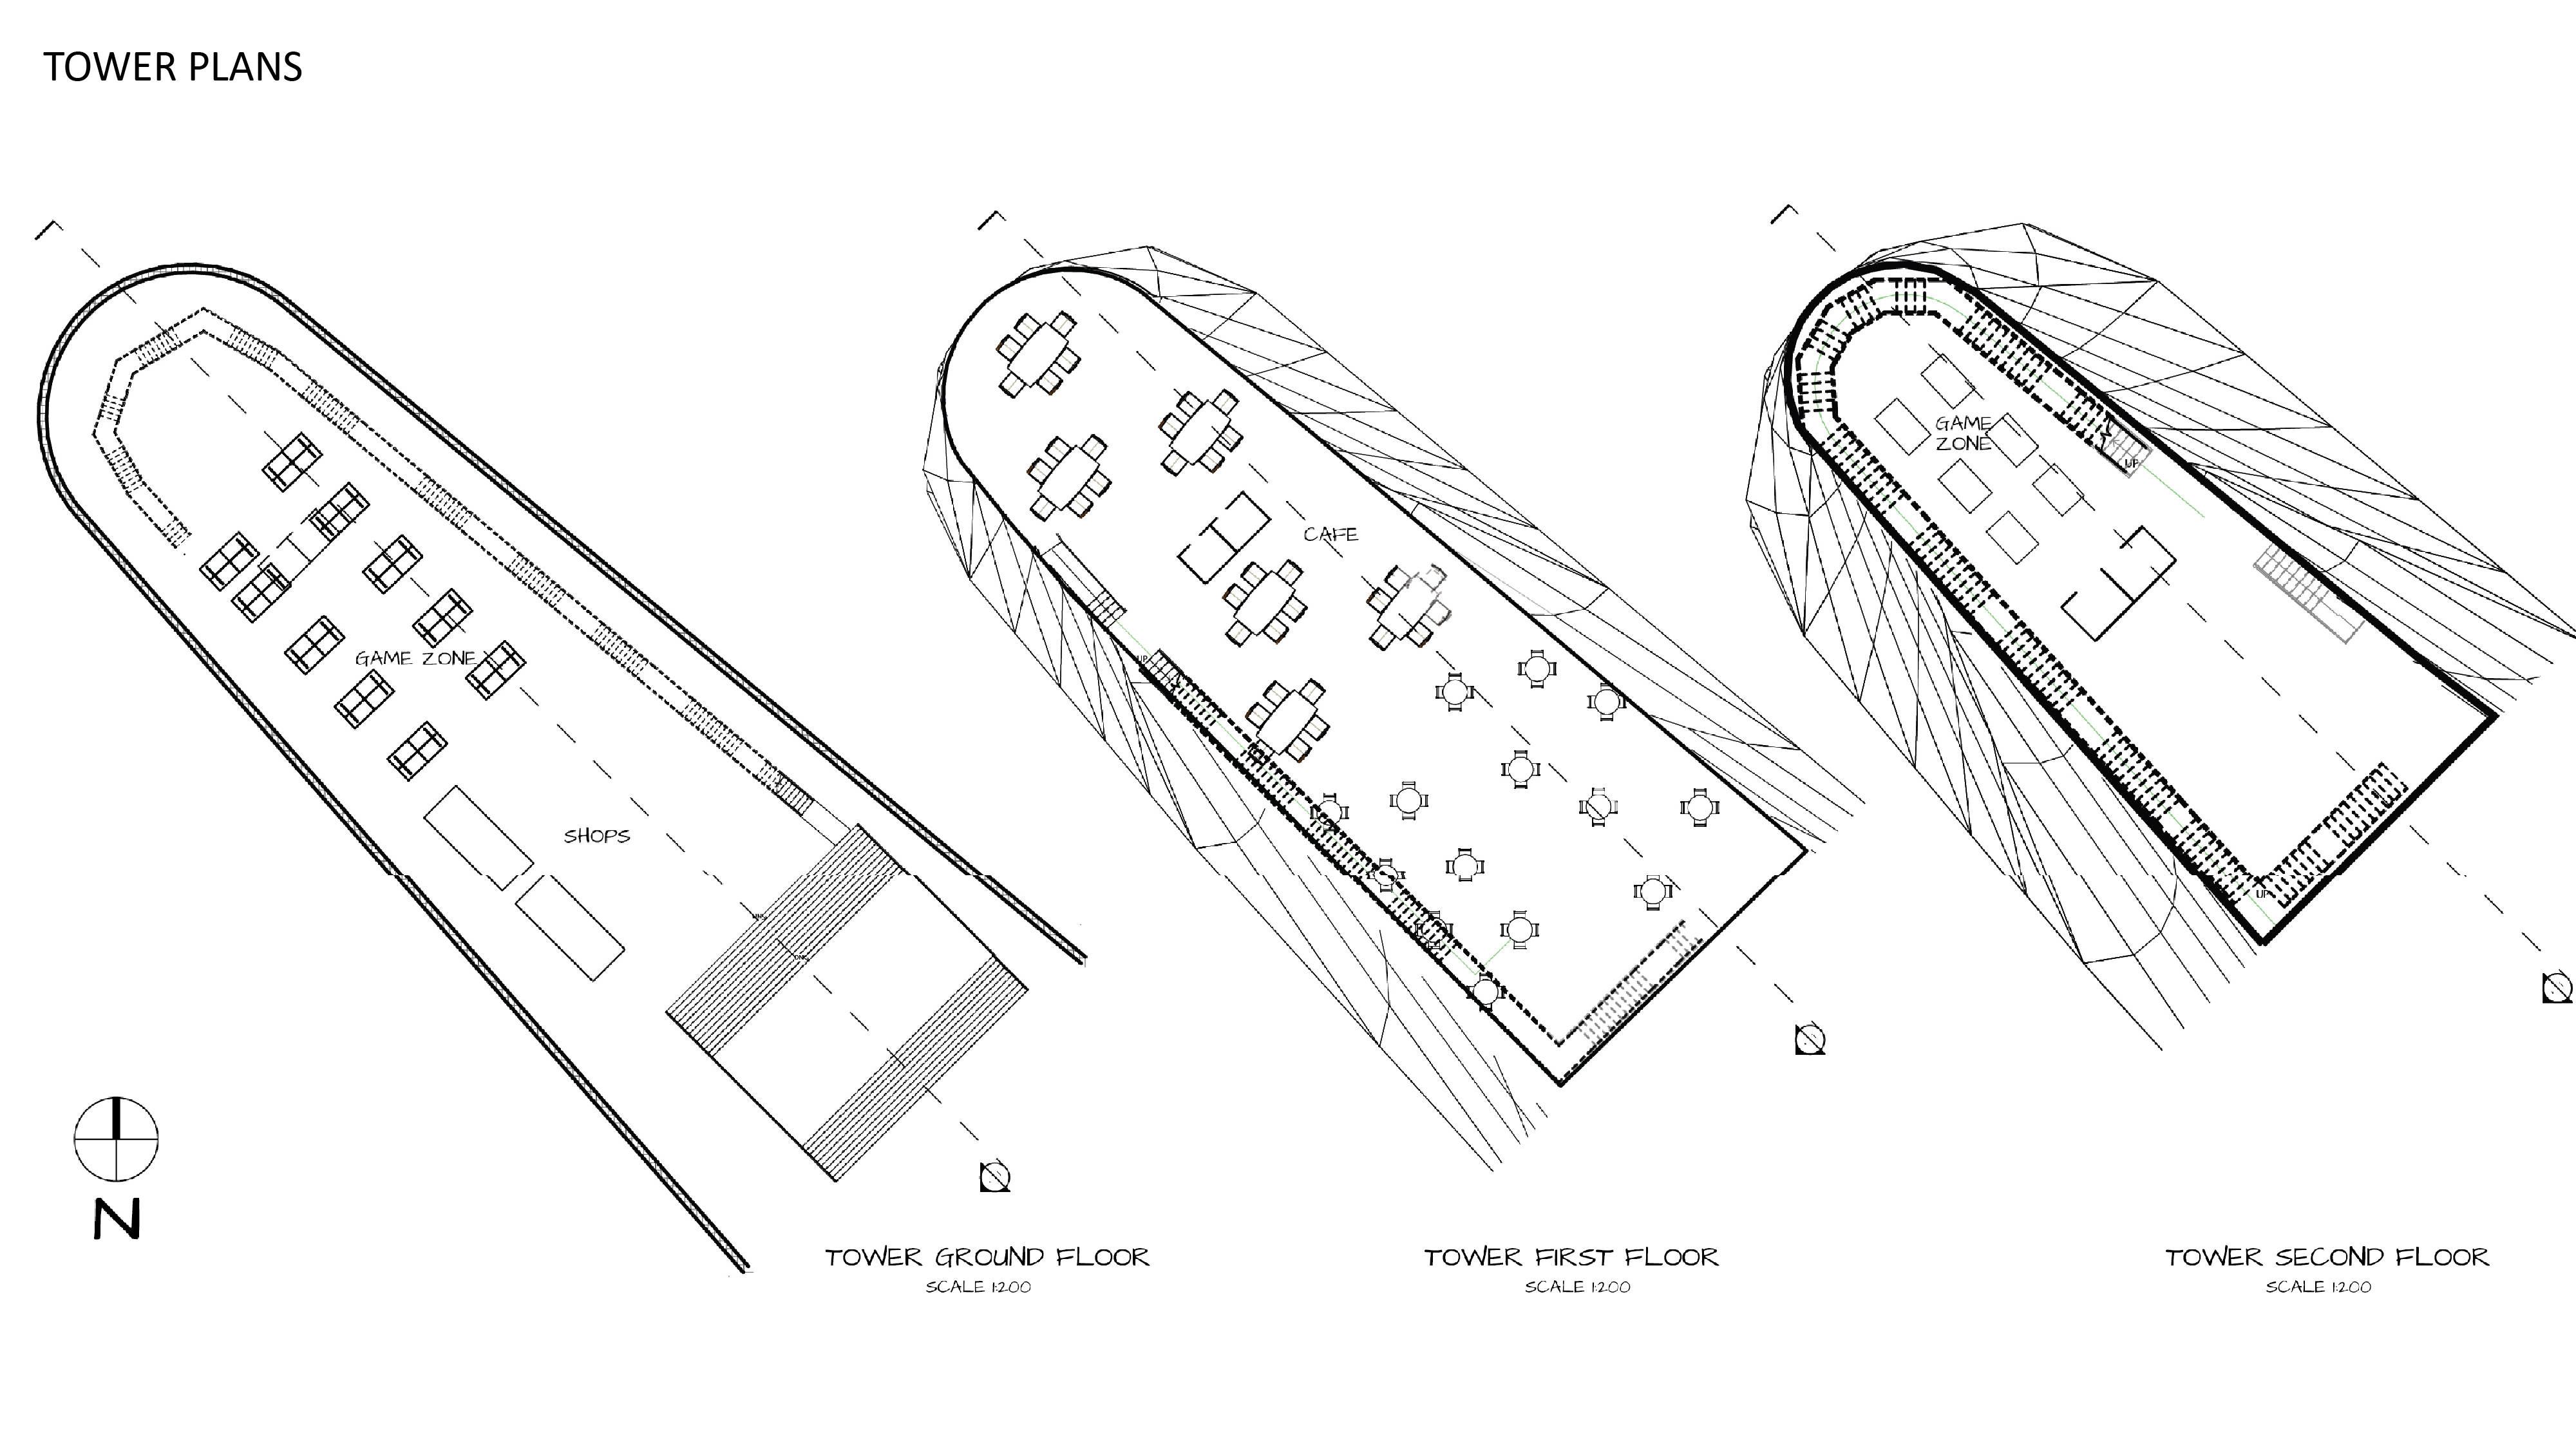 TOWER PLANS
GAME ZONE
SHOPS
CAFE
UP
GAME
ZONE
UP
UP
N
TOWER GROUND FLOOR
SCALE 1:200
TOWER FIRST FLOOR
SCALE 1:200
TOWER SECOND FLOOR
SCALE 1:200